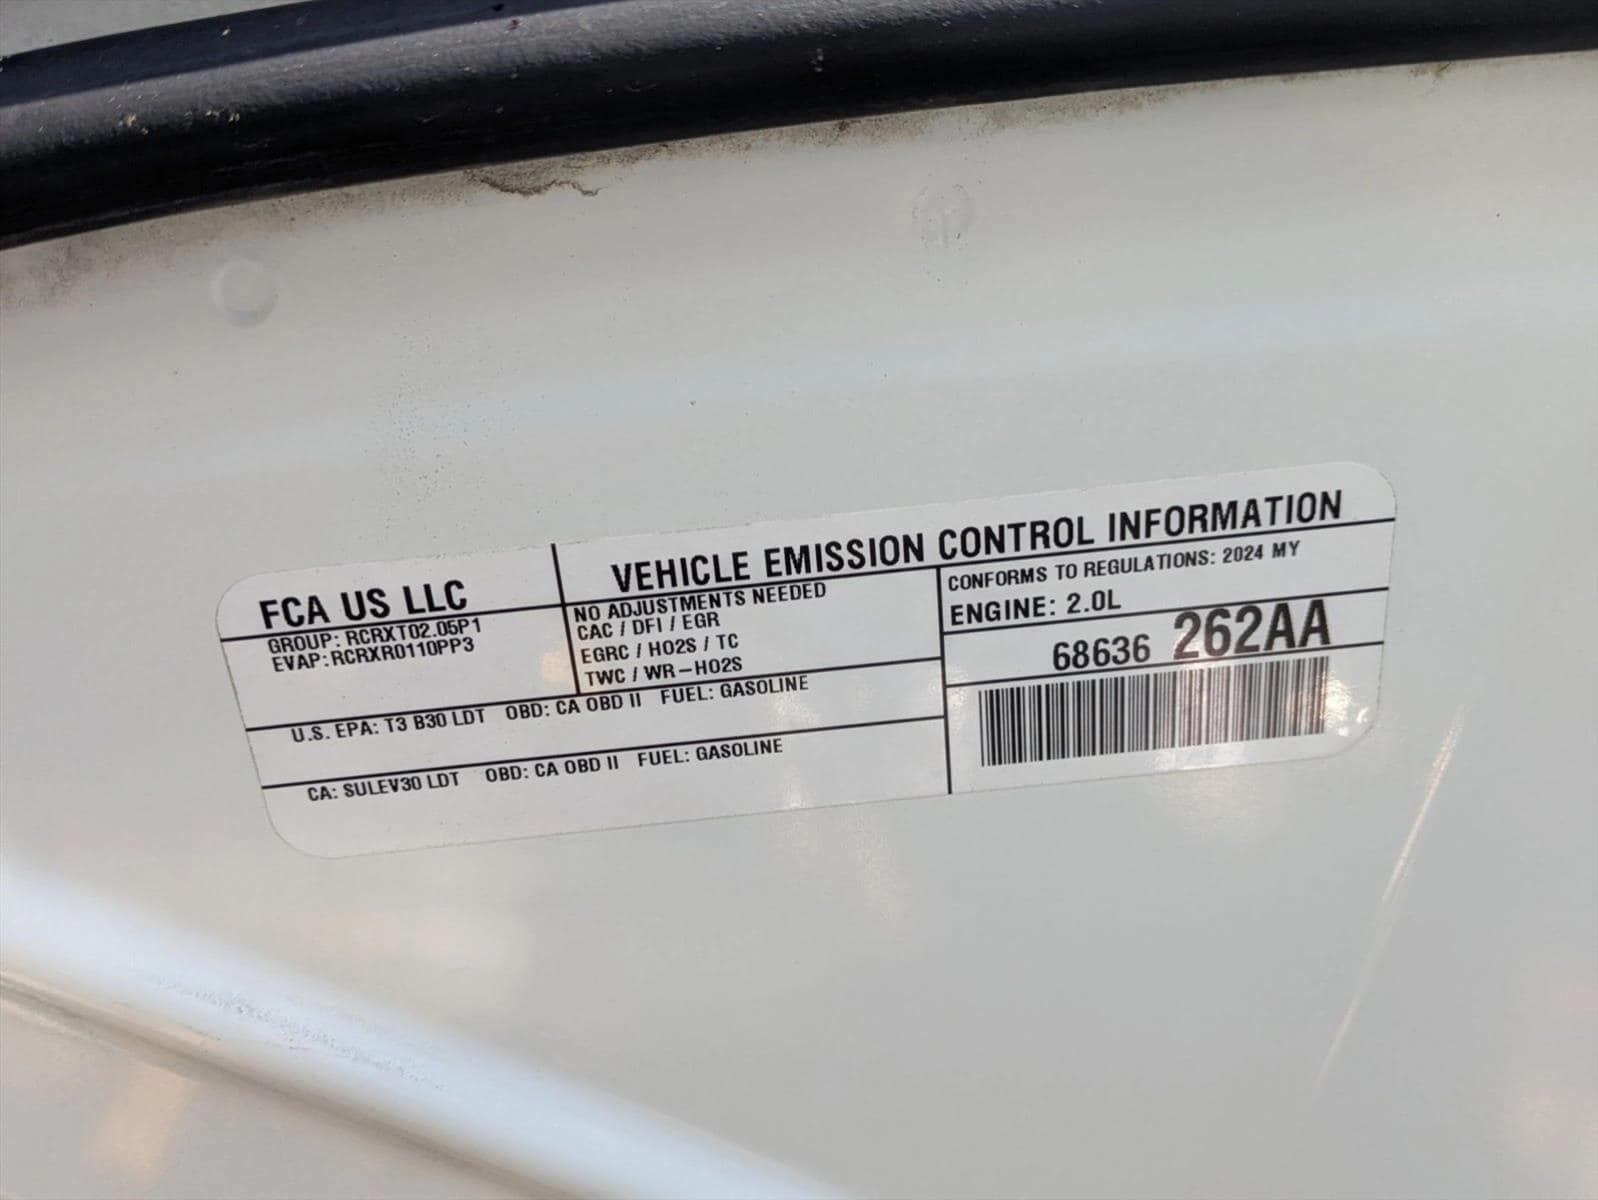 FCA US LLC
GROUP: RCRXT02.05P1
EVAP:RCRXR0110PP3
VEHICLE EMISSION CONTROL INFORMATION
NO ADJUSTMENTS NEEDED
CAC / DFI / EGR
EGRC / HO2S / TC
TWC / WR-HO2S
CONFORMS TO REGULATIONS: 2024 MY
ENGINE: 2.0L
68636 262AA
U.S. EPA: T3 B30 LDT OBD: CA OBD II FUEL: GASOLINE
CA: SULEV30 LDT OBD: CA OBD II FUEL: GASOLINE